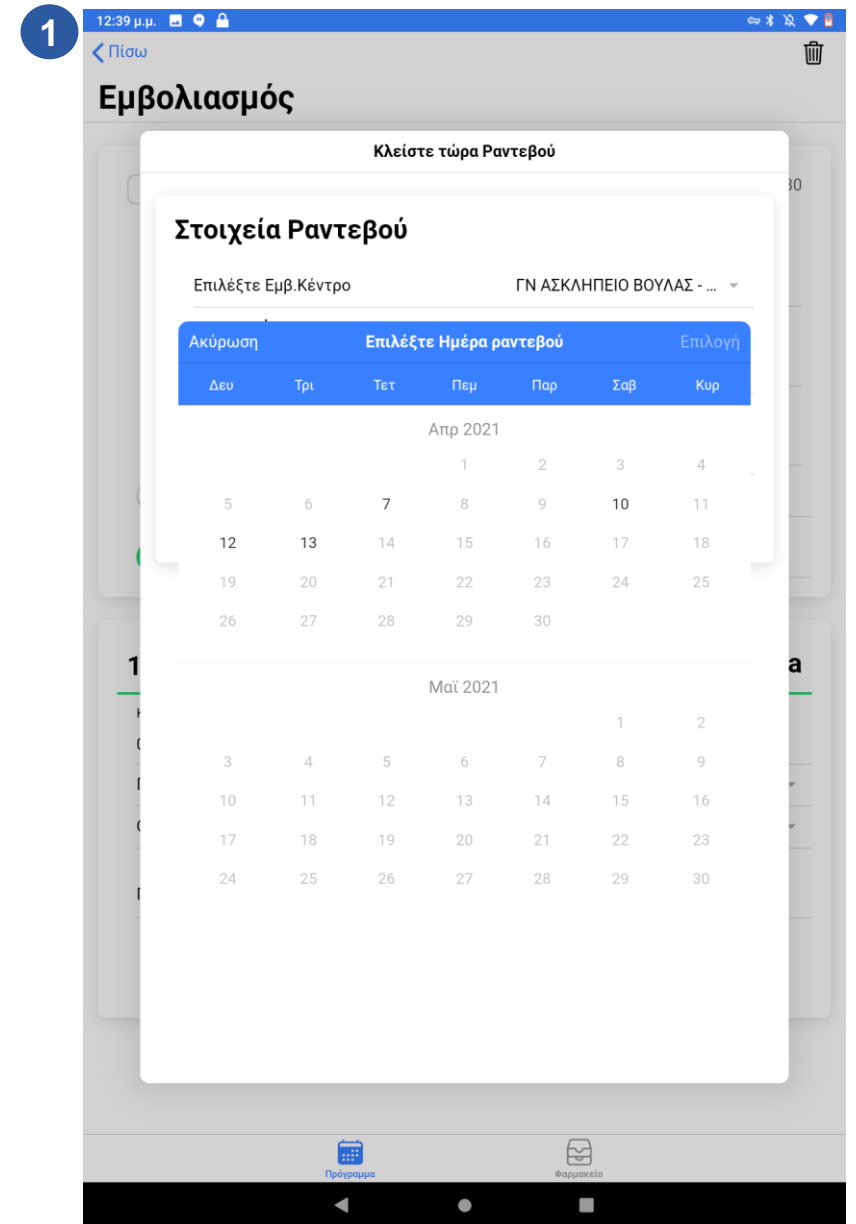 1
12:39 μ.μ.
Πίσω
Εμβολιασμός
Κλείστε τώρα Ραντεβού
30
Στοιχεία Ραντεβού
Επιλέξτε Εμβ.Κέντρο ΓΝ ΑΣΚΛΗΠΕΙΟ ΒΟΥΛΑΣ - ...
Ακύρωση Επιλέξτε Ημέρα ραντεβού Επιλογή
Δευ Τρι Τετ Πεμ Παρ Σαβ Κυρ
Απρ 2021
1 2 3 4
5 6 7 8 9 10 11
12 13 14 15 16 17 18
19 20 21 22 23 24 25
26 27 28 29 30
1 a
Μαϊ 2021
1 2
3 4 5 6 7 8 9
10 11 12 13 14 15 16
17 18 19 20 21 22 23
24 25 26 27 28 29 30
Πρόγραμμα Φαρμακείο